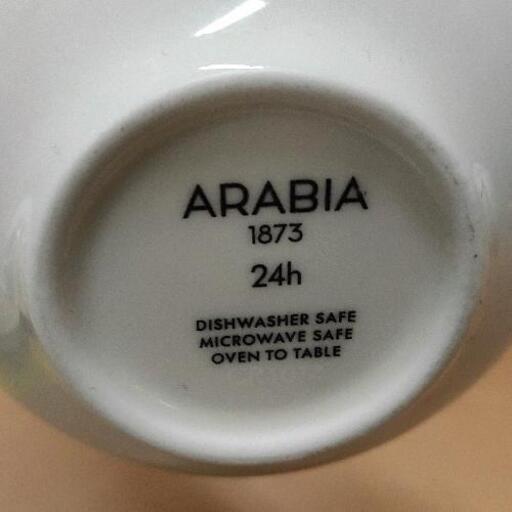 ARABIA
1873
24h
DISHWASHER SAFE
MICROWAVE SAFE
OVEN TO TABLE